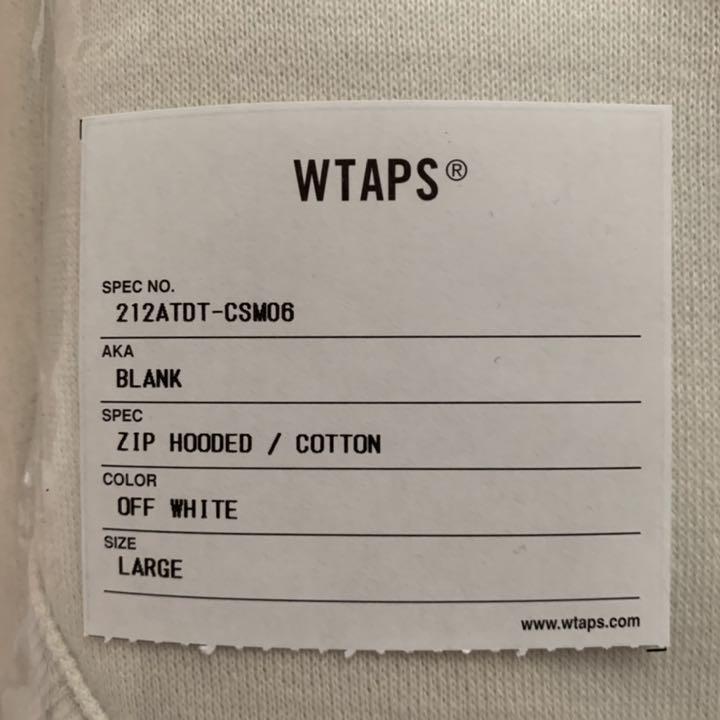 WTAPS®
SPEC NO.
212ATDT-CSM06
AKA
BLANK
SPEC
ZIP HOODED / COTTON
COLOR
OFF WHITE
SIZE
LARGE
www.wtaps.com